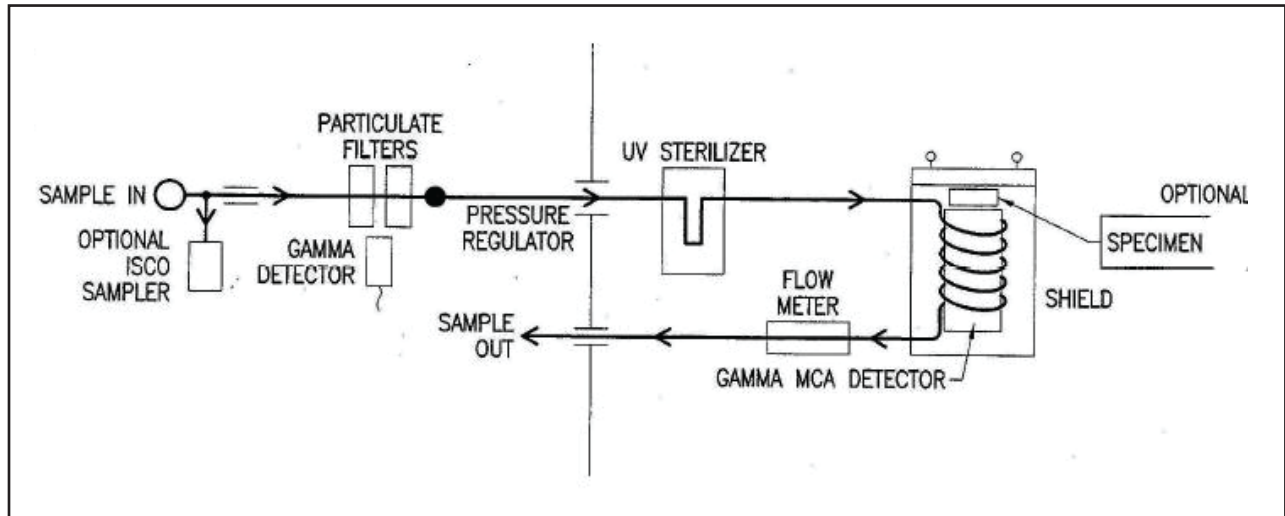 PARTICULATE
FILTERS
SAMPLE IN
OPTIONAL
ISCO
SAMPLER
GAMMA
DETECTOR
PRESSURE
REGULATOR
UV STERILIZER
OPTIONAL
SPECIMEN
SHIELD
FLOW
METER
SAMPLE
OUT
GAMMA MCA DETECTOR